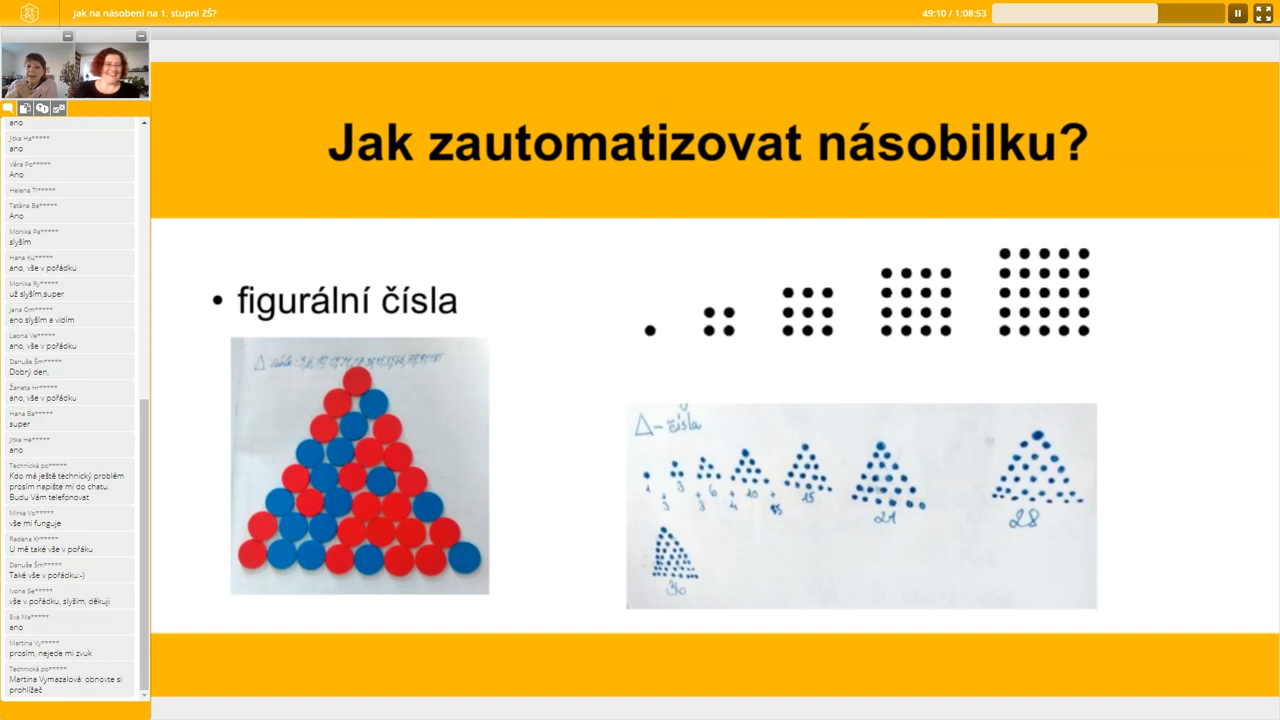 Jak na násobení na 1. stupni ZŠ?
49:10 / 1:08:53
ano
Jitka Ha*****
ano
Věra Po*****
Ano
Helena Tl*****
Taťána Ba*****
Ano
Monika Pa*****
slyším
Hana Ku*****
ano, vše v pořádku
Monika Ry*****
už slyším,super
Jana Om*****
ano slyším a vidím
Leona Ve*****
ano, vše v pořádku
Danuše Šm*****
Dobrý den,
Žaneta Hr*****
ano, vše v pořádku
Hana Ba*****
super
Jitka Ha*****
ano
Technická po*****
Kdo má ještě technický problém
prosím napište mi do chatu.
Budu Vám telefonovat
Mirka Vo*****
vše mi funguje
Radana Kr*****
U mě také vše v pořáku
Danuše Šm*****
Také vše v pořádku:-)
Ivona Se*****
vše v pořádku, slyším, děkuji
Eva Ma*****
ano
Martina Vy*****
prosím, nejede mi zvuk
Technická po*****
Martina Vymazalová: obnovte si
prohlížeč
Jak zautomatizovat násobilku?
• figurální čísla
Δ - čísla
1 3 6 10 15 21 28